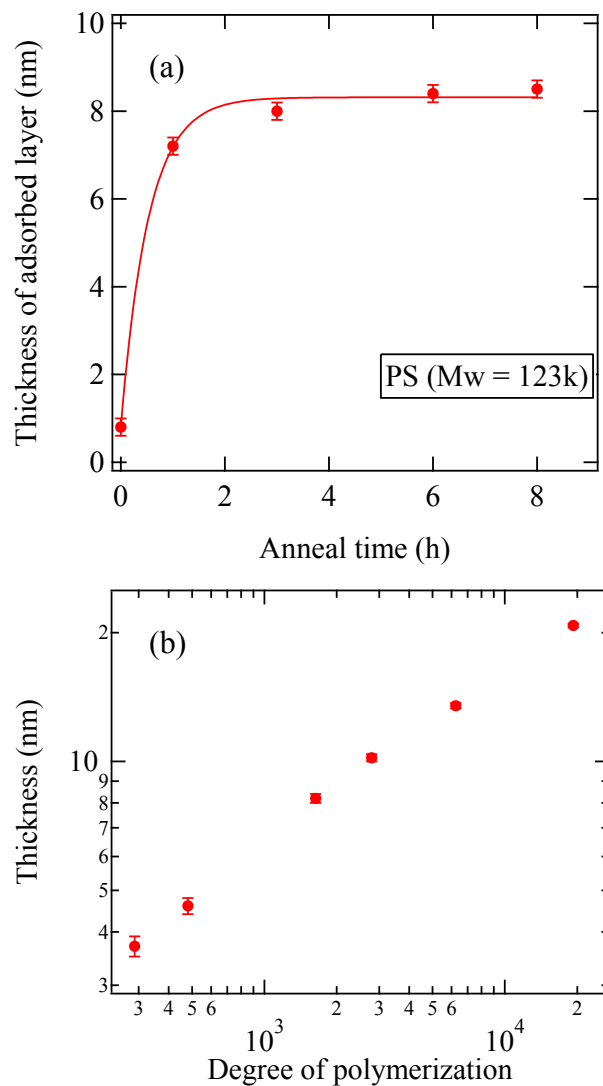 10
(a)
8
6
4
2
0
Thickness of adsorbed layer (nm)
PS (Mw = 123k)
0 2 4 6 8
Anneal time (h)
(b)
2
10
9
8
7
6
5
4
3
Thickness (nm)
3 4 5 6 10³ 2 3 4 5 6 10⁴ 2
Degree of polymerization